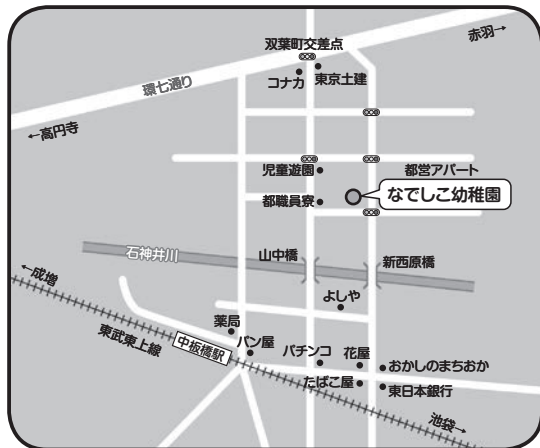 赤羽→
双葉町交差点
コナカ
東京土建
環七通り
←高円寺
児童遊園
都営アパート
なでしこ幼稚園
都職員寮
石神井川
山中橋
新西原橋
←成増
よしや
薬局
東武東上線
中板橋駅
パン屋
パチンコ
花屋
おかしのまちおか
たばこ屋
東日本銀行
池袋→